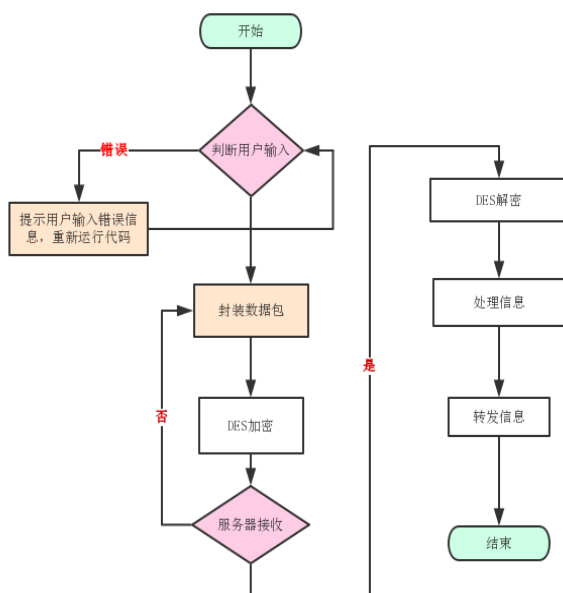 开始
判断用户输入
错误
提示用户输入错误信
息，重新运行代码
封装数据包
否
DES加密
服务器接收
是
DES解密
处理信息
转发信息
结束